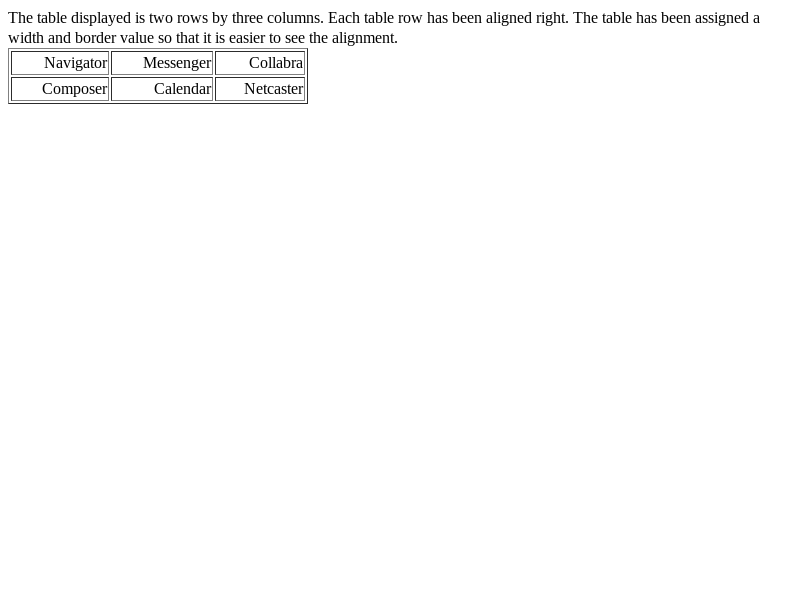 The table displayed is two rows by three columns. Each table row has been aligned right. The table has been assigned a
width and border value so that it is easier to see the alignment.
Navigator Messenger Collabra
Composer Calendar Netcaster